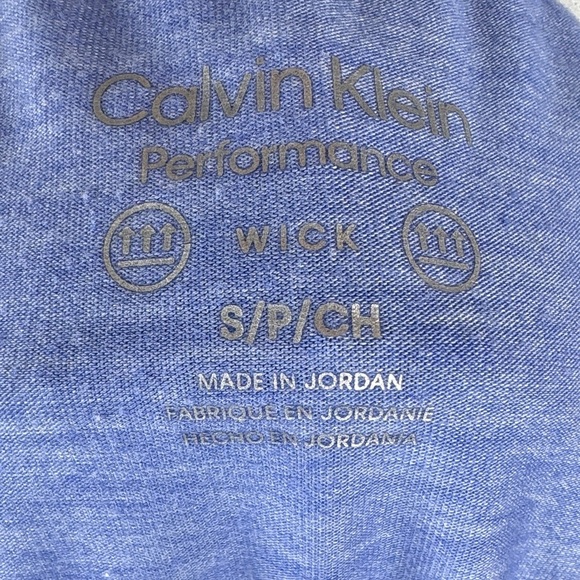 Calvin Klein
Performance
WICK
S/P/CH
MADE IN JORDAN
FABRIQUE EN JORDANIE
HECHO EN JORDANIA